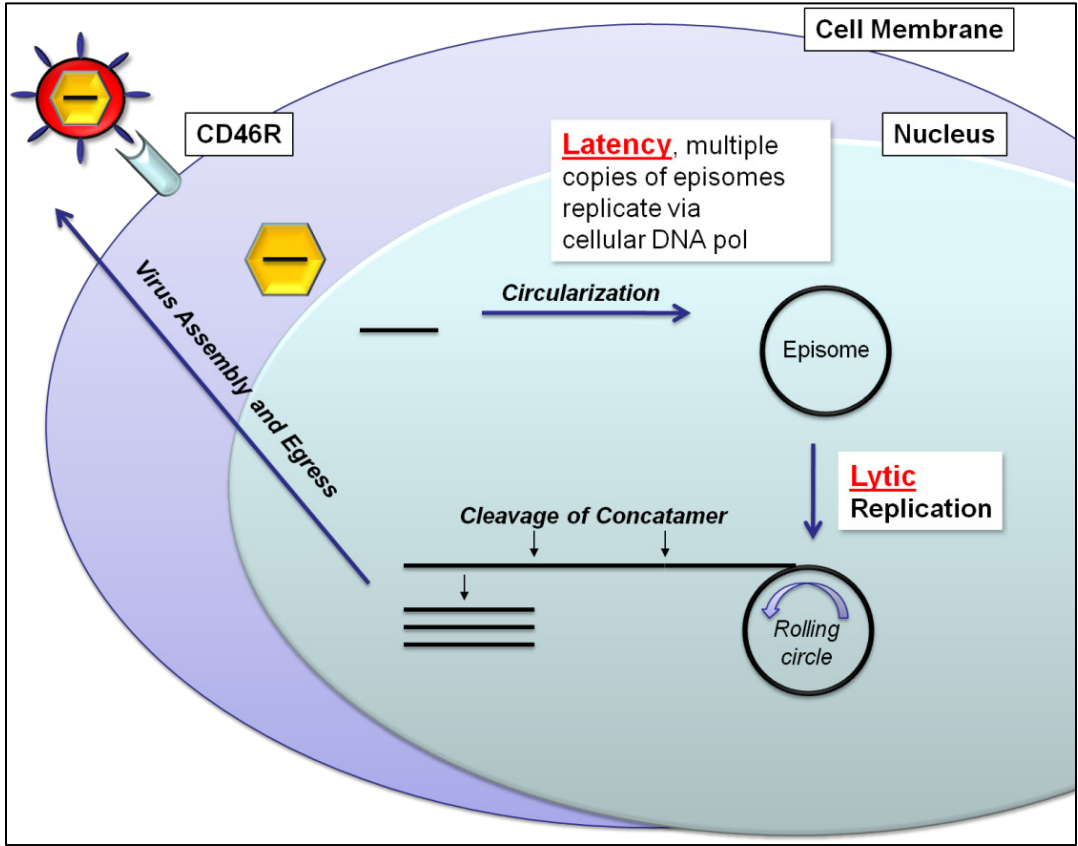 Cell Membrane
CD46R
Nucleus
Latency, multiple
copies of episomes
replicate via
cellular DNA pol
Circularization
Episome
Virus Assembly and Egress
Lytic
Replication
Cleavage of Concatamer
Rolling
circle